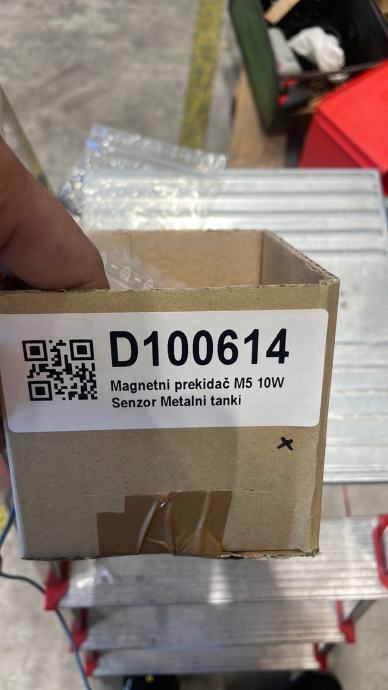 D100614
Magnetni prekidač M5 10W
Senzor Metalni tanki